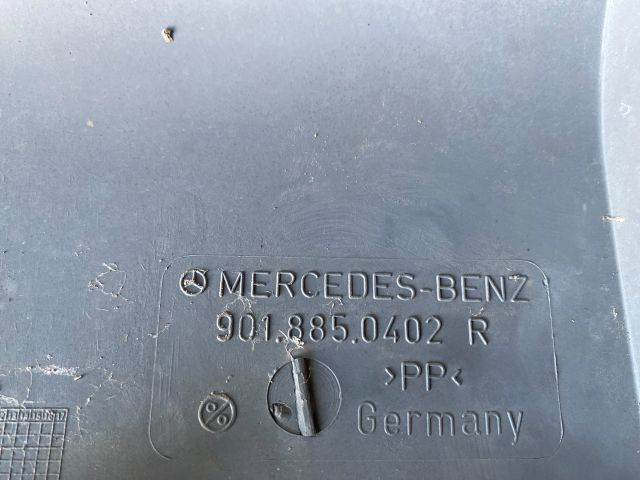 MERCEDES-BENZ
901.885.0402 R
>PP<
Germany